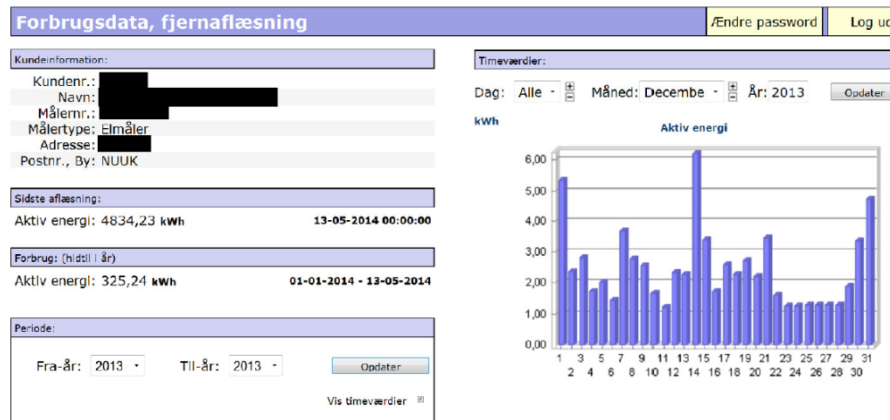 Forbrugsdata, fjernaflæsning
Ændre password
Log ud
Kundeinformation:
Kundenr.:
Navn:
Målernr.:
Målertype: Elmåler
Adresse:
Postnr., By: NUUK
Sidste aflæsning:
Aktiv energi: 4834,23 kWh 13-05-2014 00:00:00
Forbrug: (hidtil i år)
Aktiv energi: 325,24 kWh 01-01-2014 - 13-05-2014
Periode:
Fra-år: 2013 Til-år: 2013 Opdater
Vis timeværdier
Timeværdier:
Dag: Alle Måned: Decembe År: 2013 Opdater
kWh
Aktiv energi
6,00
5,00
4,00
3,00
2,00
1,00
0,00
1 3 5 7 9 11 13 15 17 19 21 23 25 27 29 31
2 4 6 8 10 12 14 16 18 20 22 24 26 28 30